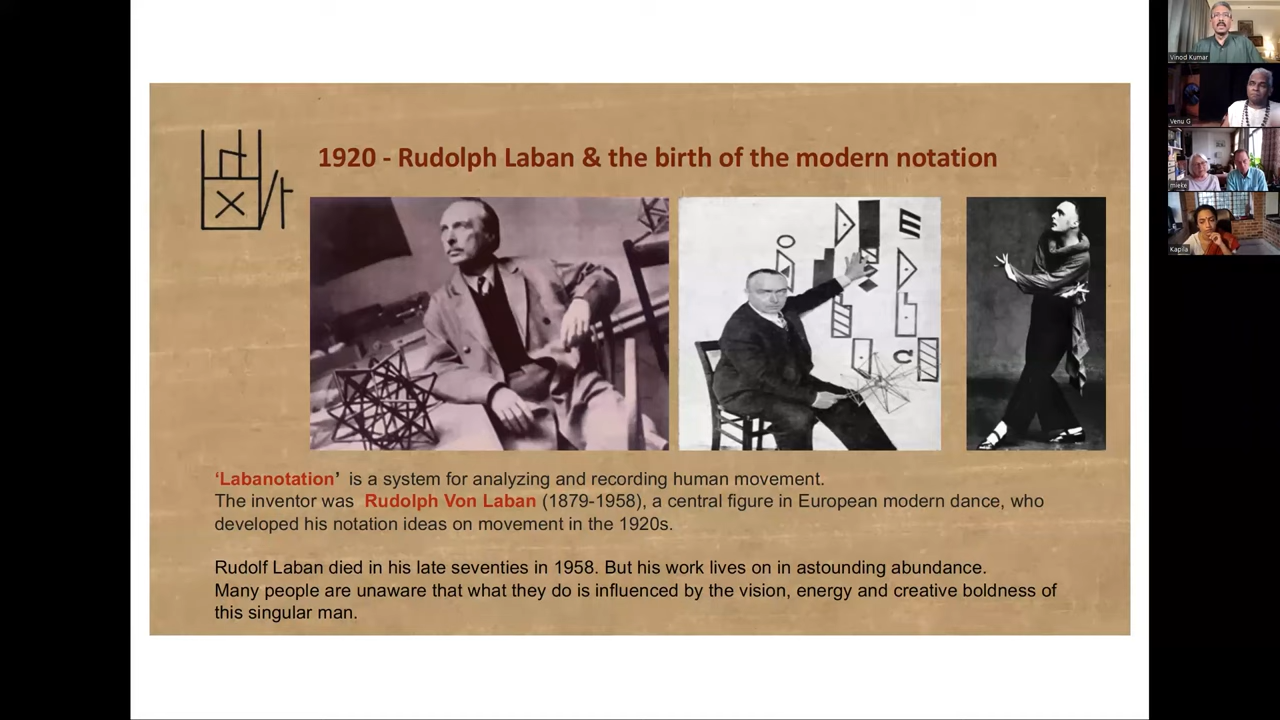 1920 - Rudolph Laban & the birth of the modern notation
‘Labanotation’ is a system for analyzing and recording human movement.
The inventor was Rudolph Von Laban (1879-1958), a central figure in European modern dance, who
developed his notation ideas on movement in the 1920s.
Rudolf Laban died in his late seventies in 1958. But his work lives on in astounding abundance.
Many people are unaware that what they do is influenced by the vision, energy and creative boldness of
this singular man.
Vinod Kumar
Venu G
mieke
Kapila